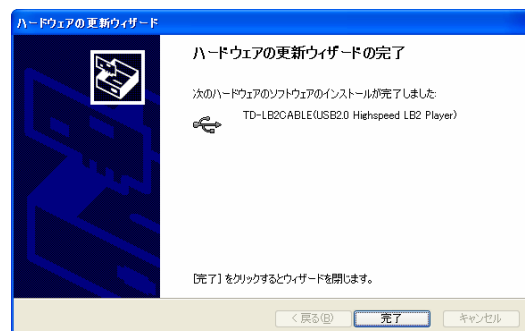 ハードウェアの更新ウィザード
ハードウェアの更新ウィザードの完了
次のハードウェアのソフトウェアのインストールが完了しました:
TD-LB2CABLE(USB2.0 Highspeed LB2 Player)
[完了] をクリックするとウィザードを閉じます。
< 戻る(B)
完了
キャンセル